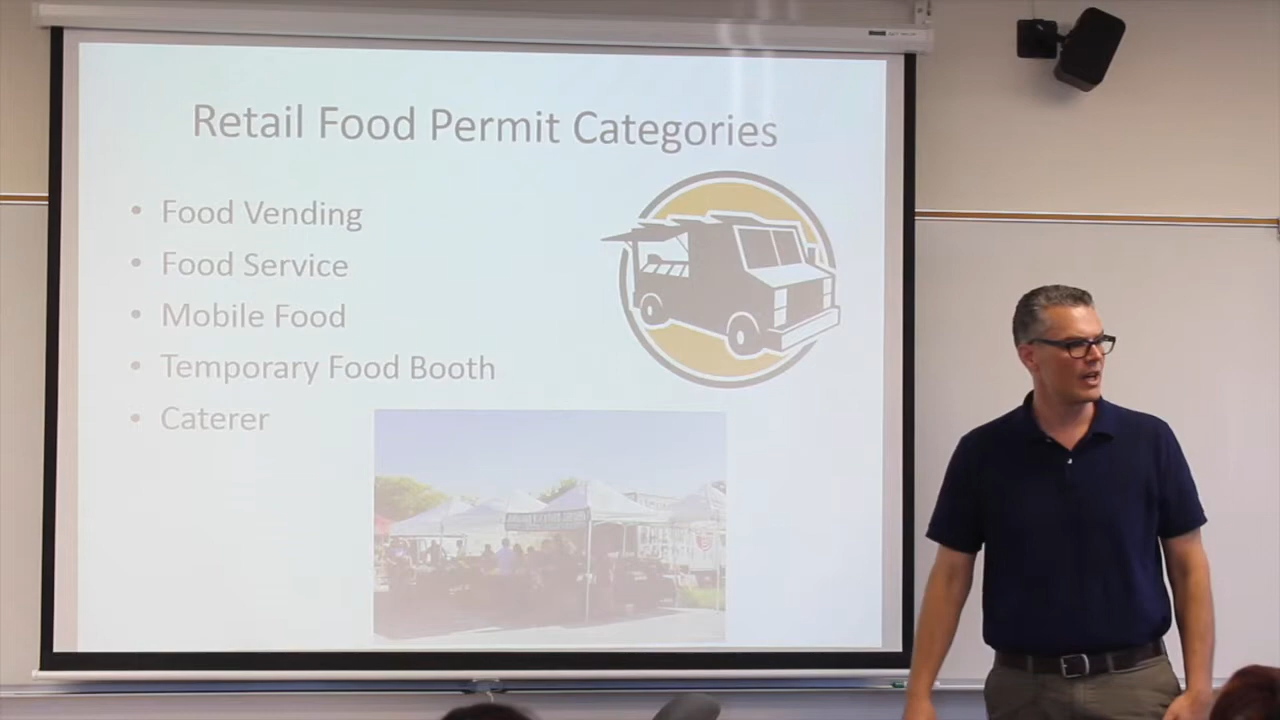 Retail Food Permit Categories
• Food Vending
• Food Service
• Mobile Food
• Temporary Food Booth
• Caterer